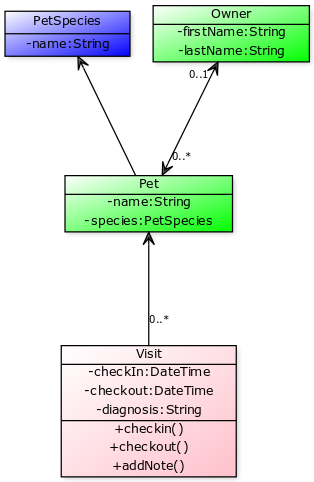 PetSpecies
-name:String
Owner
-firstName:String
-lastName:String
0..1
0..*
Pet
-name:String
-species:PetSpecies
0..*
Visit
-checkIn:DateTime
-checkout:DateTime
-diagnosis:String
+checkin()
+checkout()
+addNote()